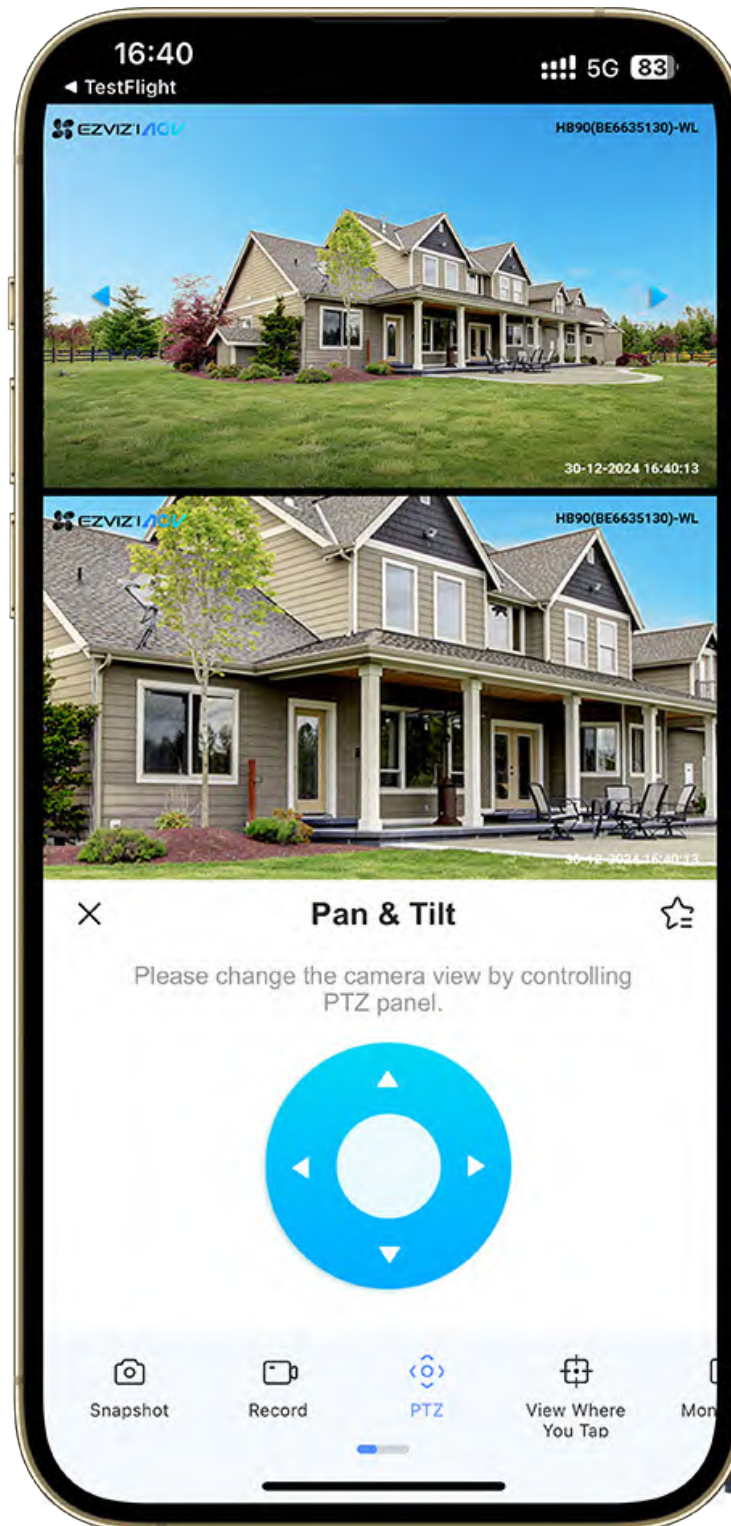 16:40
5G 83
TestFlight
EZVIZ
HB90(BE6635130)-WL
30-12-2024 16:40:13
EZVIZ
HB90(BE6635130)-WL
30-12-2024 16:40:13
Pan & Tilt
Please change the camera view by controlling
PTZ panel.
Snapshot
Record
PTZ
View Where
You Tap
Mon